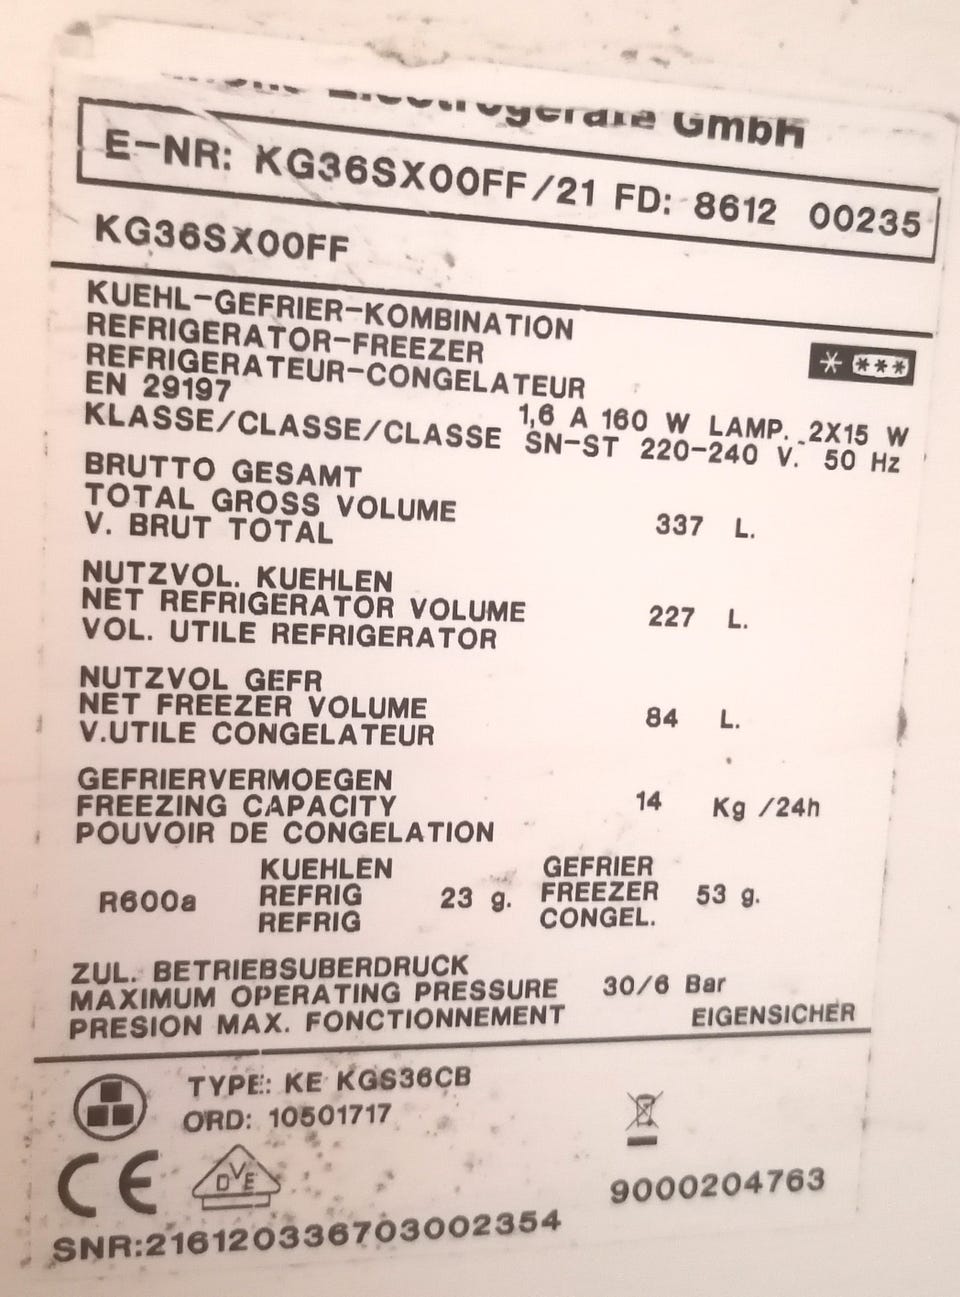 Electrogeräte GmbH
E-NR: KG36SX00FF/21 FD: 8612 00235
KG36SX00FF
KUEHL-GEFRIER-KOMBINATION
REFRIGERATOR-FREEZER
REFRIGERATEUR-CONGELATEUR
EN 29197 1,6 A 160 W LAMP. 2X15 W
KLASSE/CLASSE/CLASSE SN-ST 220-240 V. 50 Hz
BRUTTO GESAMT
TOTAL GROSS VOLUME 337 L.
V. BRUT TOTAL
NUTZVOL. KUEHLEN
NET REFRIGERATOR VOLUME 227 L.
VOL. UTILE REFRIGERATOR
NUTZVOL GEFR
NET FREEZER VOLUME 84 L.
V.UTILE CONGELATEUR
GEFRIERVERMOEGEN
FREEZING CAPACITY 14 Kg /24h
POUVOIR DE CONGELATION
KUEHLEN GEFRIER
R600a REFRIG 23 g. FREEZER 53 g.
REFRIG CONGEL.
ZUL. BETRIEBSUBERDRUCK
MAXIMUM OPERATING PRESSURE 30/6 Bar
PRESION MAX. FONCTIONNEMENT EIGENSICHER
TYPE: KE KGS36CB
ORD: 10501717
CE DVE
9000204763
SNR:216120336703002354